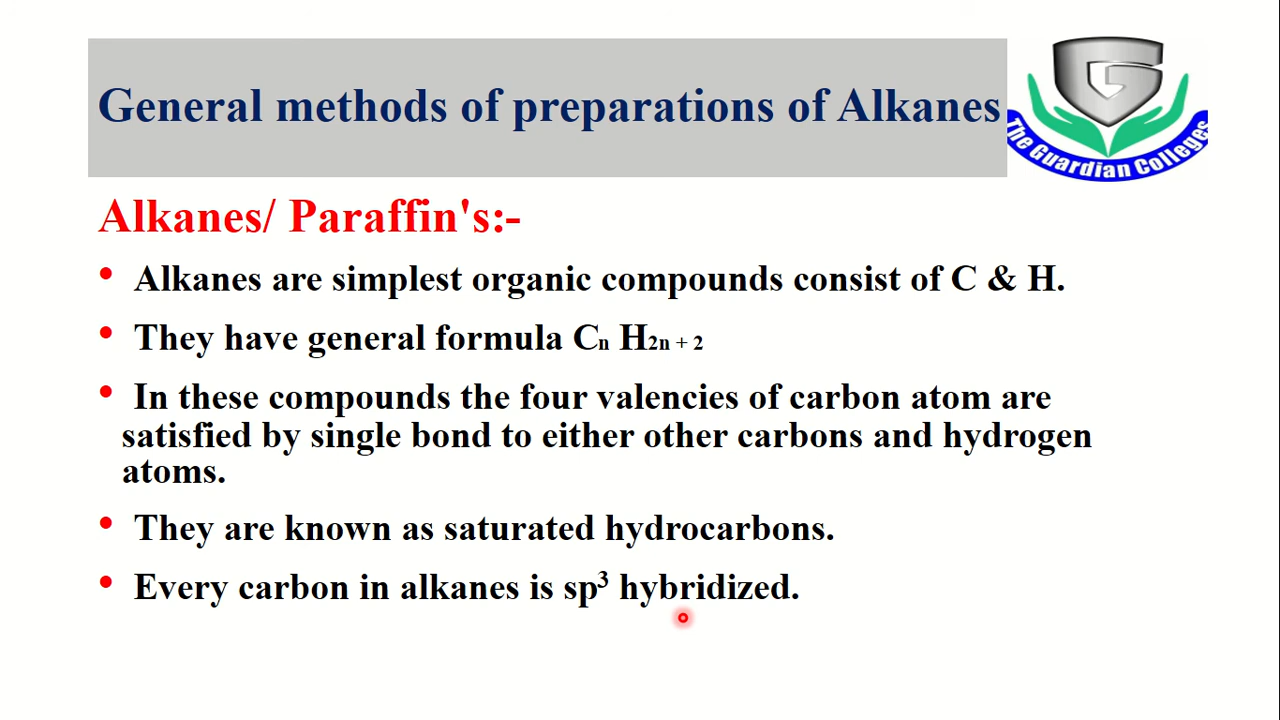 General methods of preparations of Alkanes
G
The Guardian Colleges
Alkanes/ Paraffin's:-
• Alkanes are simplest organic compounds consist of C & H.
• They have general formula Cₙ H₂ₙ ₊ ₂
• In these compounds the four valencies of carbon atom are
satisfied by single bond to either other carbons and hydrogen
atoms.
• They are known as saturated hydrocarbons.
• Every carbon in alkanes is sp³ hybridized.